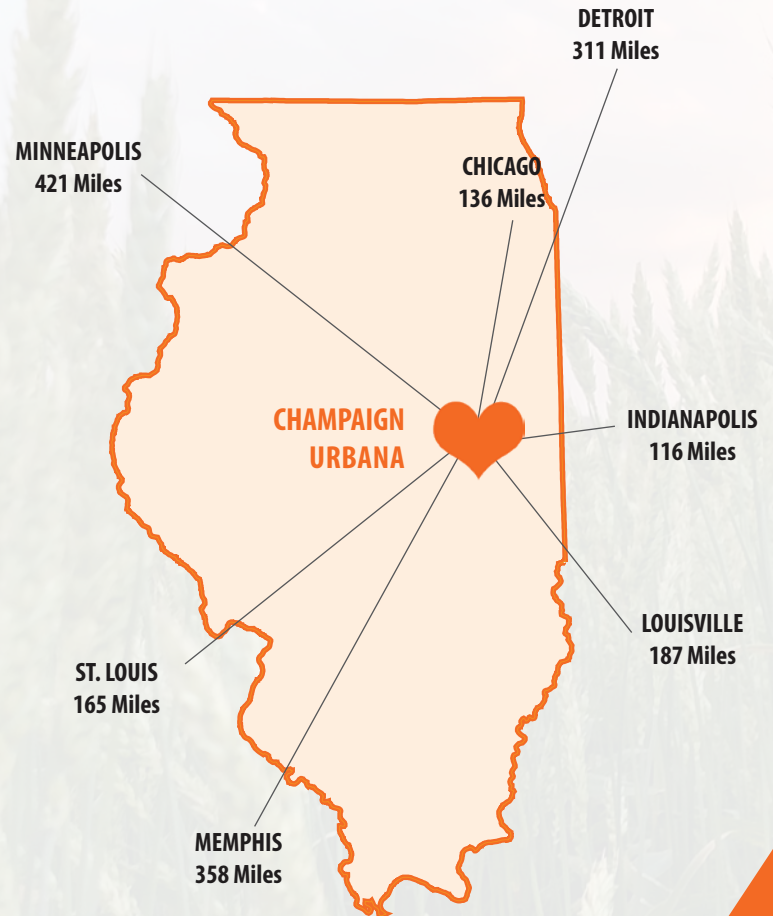 DETROIT
311 Miles
MINNEAPOLIS
421 Miles
CHICAGO
136 Miles
CHAMPAIGN
URBANA
INDIANAPOLIS
116 Miles
LOUISVILLE
187 Miles
ST. LOUIS
165 Miles
MEMPHIS
358 Miles